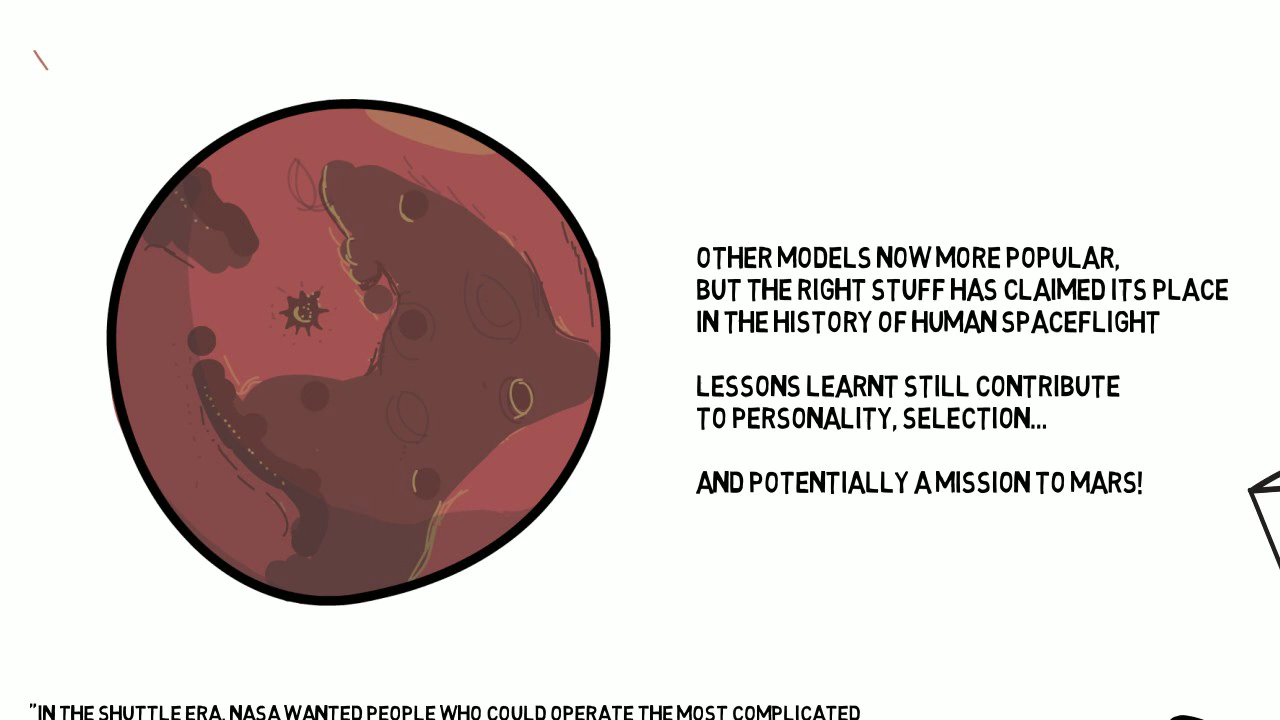 OTHER MODELS NOW MORE POPULAR,
BUT THE RIGHT STUFF HAS CLAIMED ITS PLACE
IN THE HISTORY OF HUMAN SPACEFLIGHT
LESSONS LEARNT STILL CONTRIBUTE
TO PERSONALITY, SELECTION...
AND POTENTIALLY A MISSION TO MARS!
"IN THE SHUTTLE ERA, NASA WANTED PEOPLE WHO COULD OPERATE THE MOST COMPLICATED